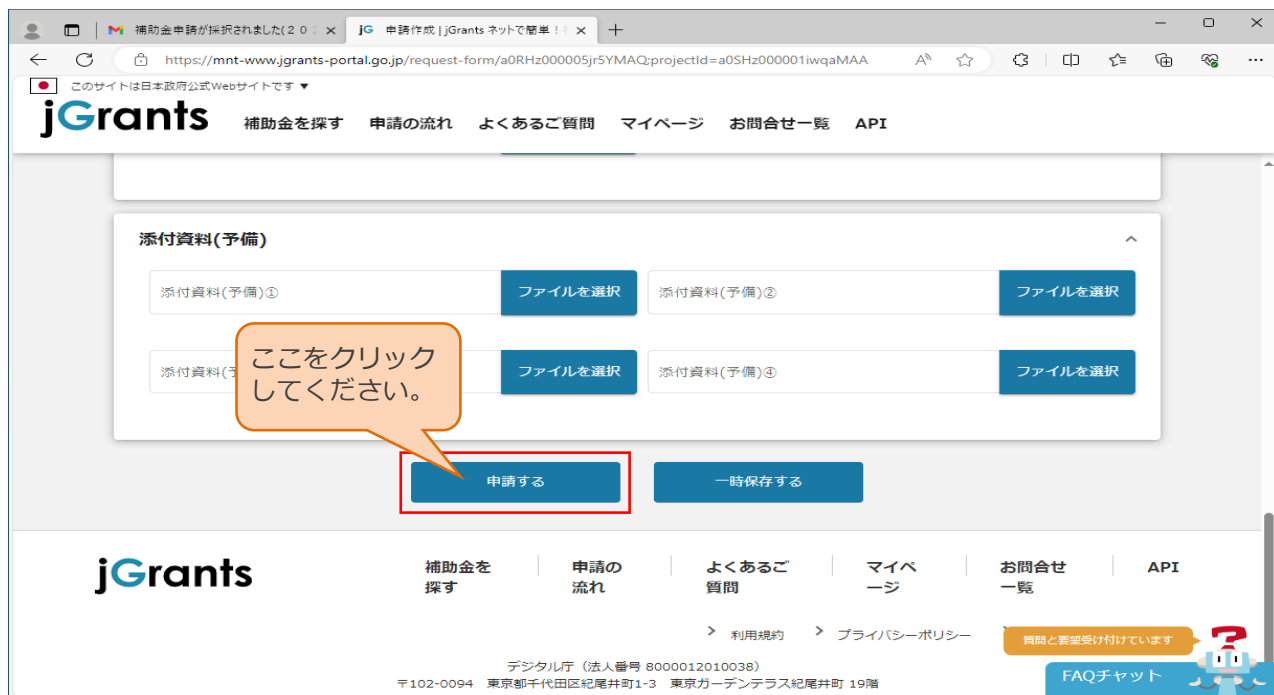 補助金申請が採択されました(２０
jG 申請作成 | jGrants ネットで簡単！
https://mnt-www.jgrants-portal.go.jp/request-form/a0RHz000005jr5YMAQ;projectId=a0SHz000001iwqaMAA
このサイトは日本政府公式Webサイトです ▼
jGrants 補助金を探す 申請の流れ よくあるご質問 マイページ お問合せ一覧 API
添付資料(予備)
添付資料(予備)① ファイルを選択 添付資料(予備)② ファイルを選択
ここをクリック
してください。
添付資料( ファイルを選択 添付資料(予備)④ ファイルを選択
申請する 一時保存する
jGrants
補助金を探す
申請の流れ
よくあるご質問
マイページ
お問合せ一覧
API
利用規約 プライバシーポリシー
質問と要望受け付けています
FAQチャット
デジタル庁（法人番号 8000012010038）
〒102-0094 東京都千代田区紀尾井町1-3 東京ガーデンテラス紀尾井町 19階